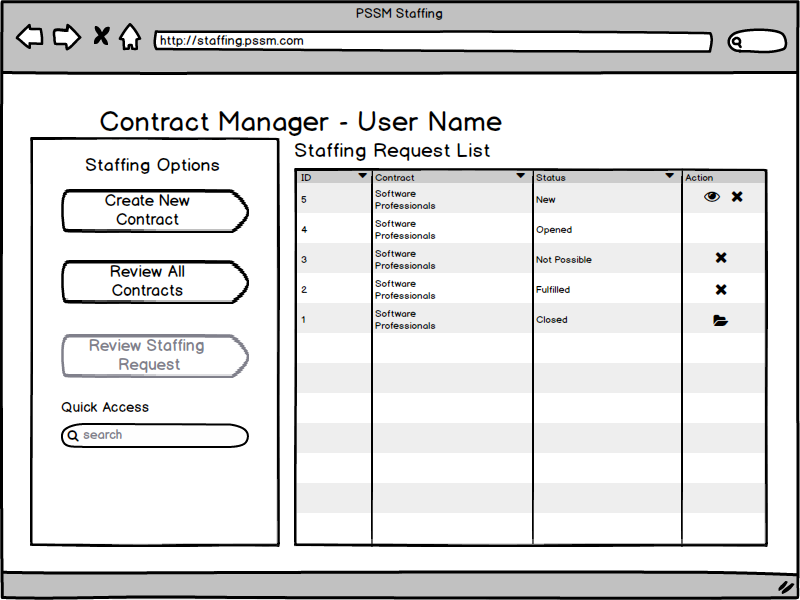 PSSM Staffing
http://staffing.pssm.com
Contract Manager - User Name
Staffing Options
Create New
Contract
Review All
Contracts
Review Staffing
Request
Quick Access
search
Staffing Request List
ID Contract Status Action
5 Software Professionals New
4 Software Professionals Opened
3 Software Professionals Not Possible
2 Software Professionals Fulfilled
1 Software Professionals Closed